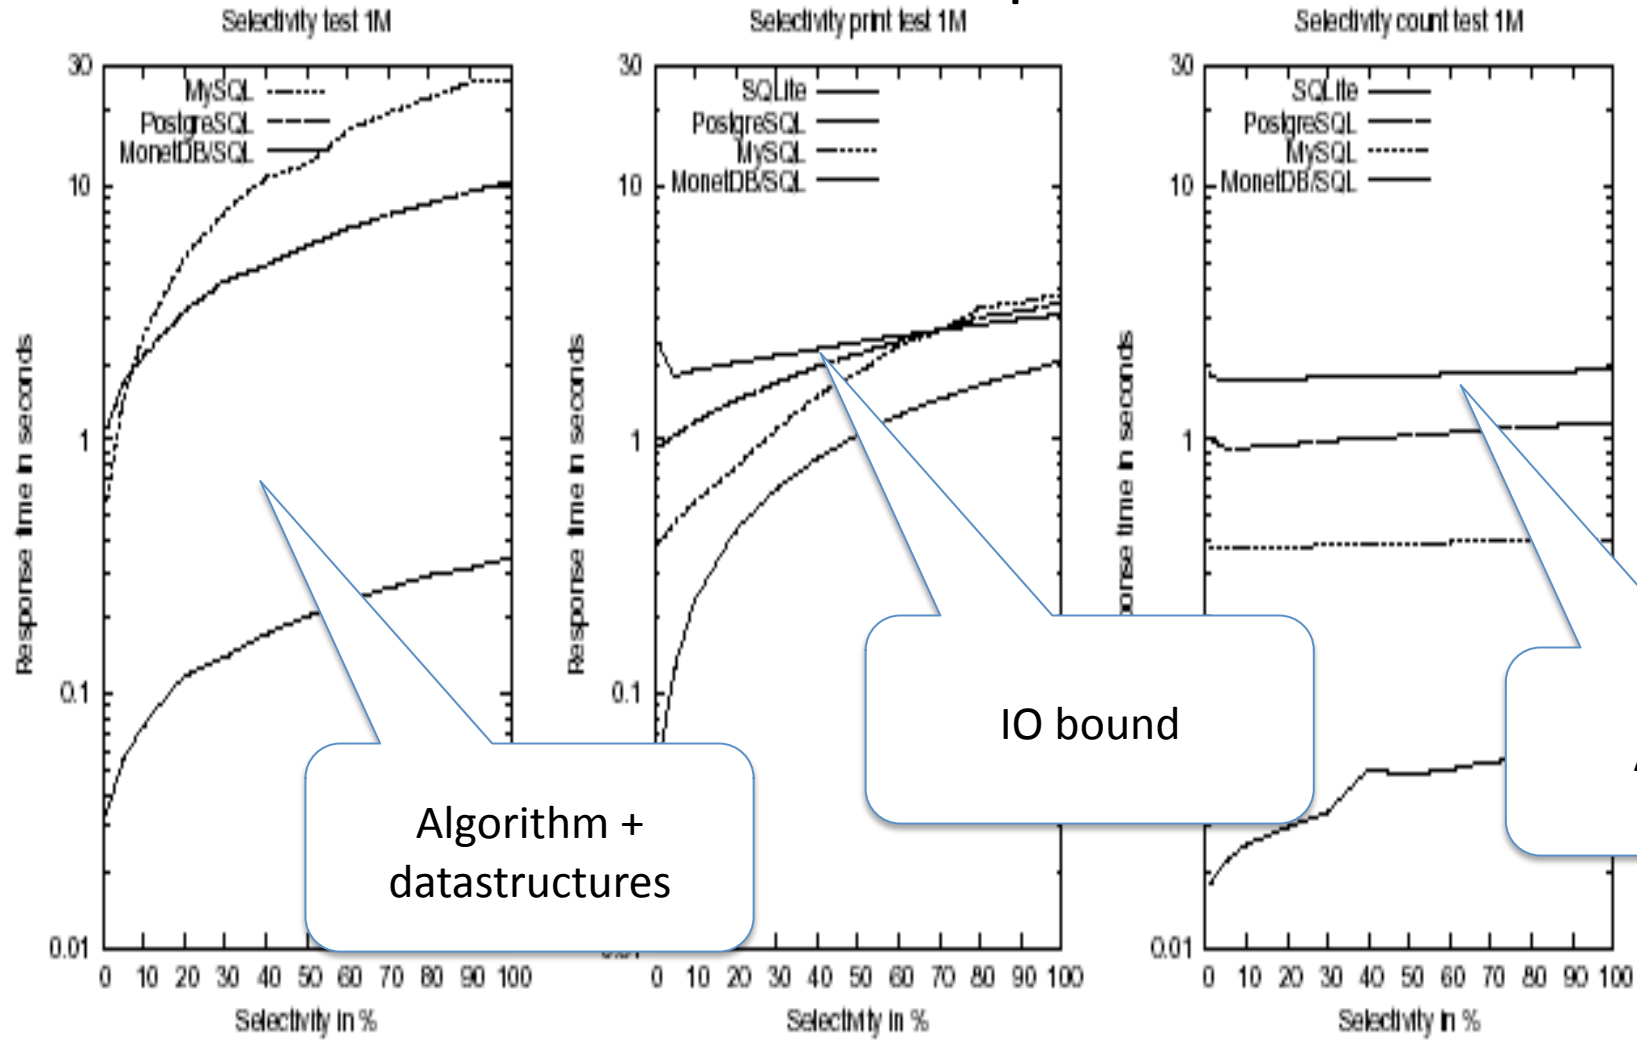 Selectivity test 1M
30
10
1
0.1
0.01
MySQL
PostgreSQL
MonetDB/SQL
Response time in seconds
0 10 20 30 40 50 60 70 80 90 100
Selectivity in %
Algorithm +
datastructures
Selectivity print test 1M
30
10
1
0.1
SQLite
PostgreSQL
MySQL
MonetDB/SQL
Response time in seconds
0 10 20 30 40 50 60 70 80 90 100
Selectivity in %
IO bound
Selectivity count test 1M
30
10
1
0.01
SQLite
PostgreSQL
MySQL
MonetDB/SQL
time in seconds
0 10 20 30 40 50 60 70 80 90 100
Selectivity in %